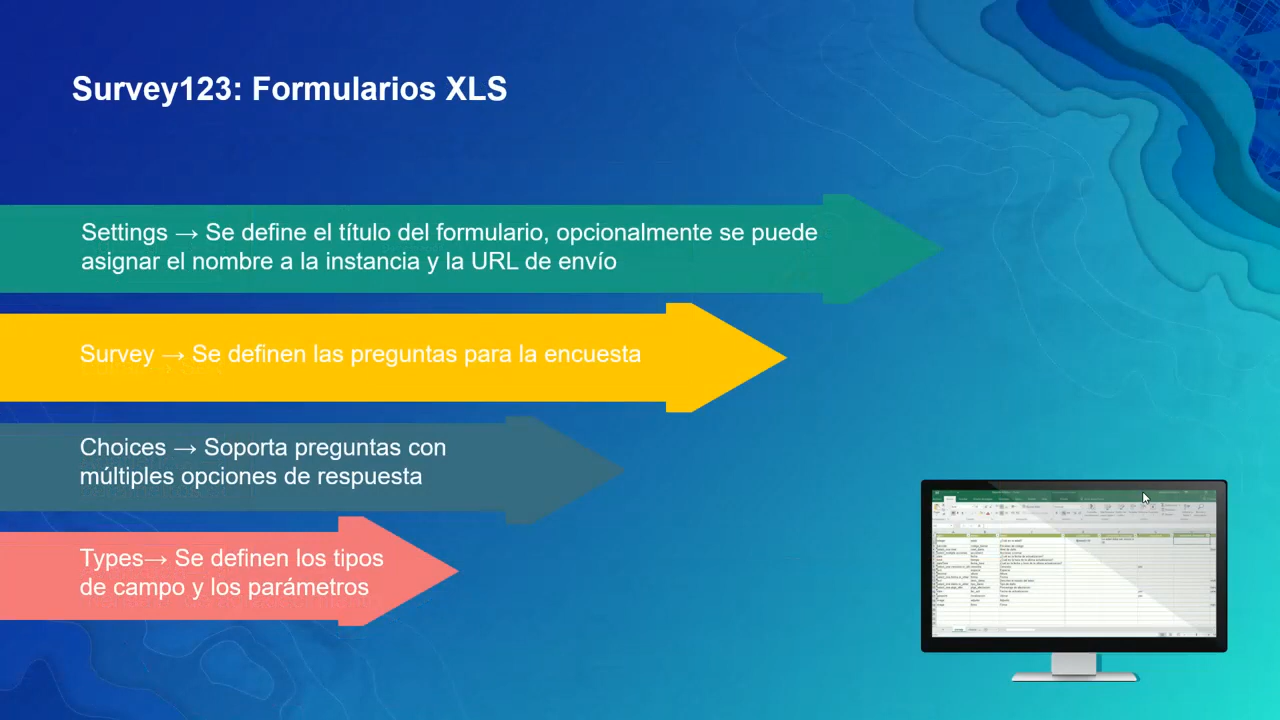 Survey123: Formularios XLS
Settings → Se define el título del formulario, opcionalmente se puede
asignar el nombre a la instancia y la URL de envío
Survey → Se definen las preguntas para la encuesta
Choices → Soporta preguntas con
múltiples opciones de respuesta
Types→ Se definen los tipos
de campo y los parámetros